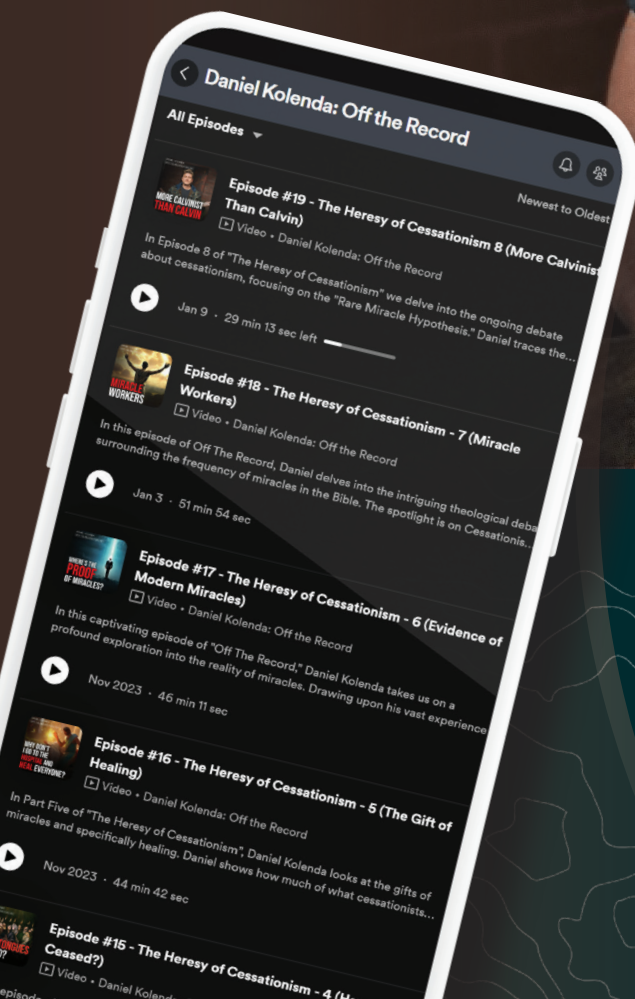 Daniel Kolenda: Off the Record
All Episodes
Newest to Oldest
MORE CALVINIST
THAN CALVIN
Episode #19 - The Heresy of Cessationism 8 (More Calvinist
Than Calvin)
Video • Daniel Kolenda: Off the Record
In Episode 8 of "The Heresy of Cessationism" we delve into the ongoing debate
about cessationism, focusing on the "Rare Miracle Hypothesis." Daniel traces the...
Jan 9 · 29 min 13 sec left
MIRACLE
WORKERS
Episode #18 - The Heresy of Cessationism - 7 (Miracle
Workers)
Video • Daniel Kolenda: Off the Record
In this episode of Off The Record, Daniel delves into the intriguing theological deba
surrounding the frequency of miracles in the Bible. The spotlight is on Cessationis...
Jan 3 · 51 min 54 sec
WHERE'S THE
PROOF
OF MIRACLES?
Episode #17 - The Heresy of Cessationism - 6 (Evidence of
Modern Miracles)
Video • Daniel Kolenda: Off the Record
In this captivating episode of "Off The Record," Daniel Kolenda takes us on a
profound exploration into the reality of miracles. Drawing upon his vast experience
Nov 2023 · 46 min 11 sec
WHY DON'T
I GO TO THE
HOSPITAL AND
HEAL EVERYONE?
Episode #16 - The Heresy of Cessationism - 5 (The Gift of
Healing)
Video • Daniel Kolenda: Off the Record
In Part Five of "The Heresy of Cessationism", Daniel Kolenda looks at the gifts of
miracles and specifically healing. Daniel shows how much of what cessationists...
Nov 2023 · 44 min 42 sec
TONGUES
Episode #15 - The Heresy of Cessationism - 4 (H
Ceased?)
Video • Daniel Kolend
episode